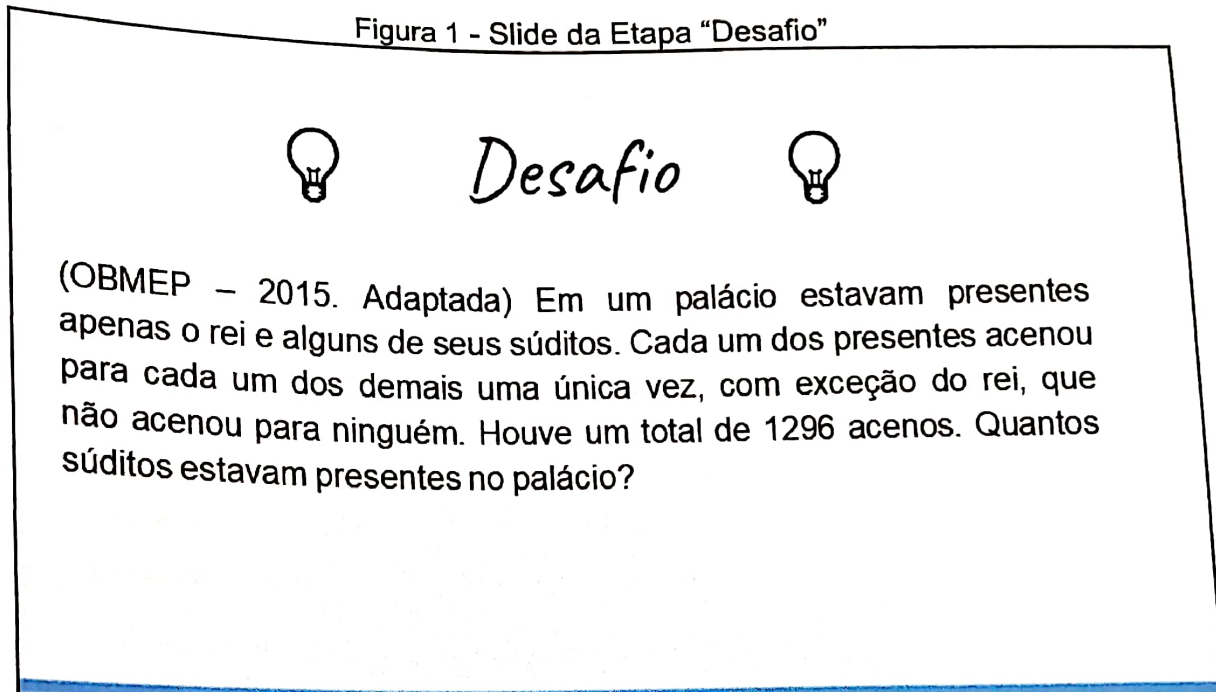 Figura 1 - Slide da Etapa “Desafio”
Desafio
(OBMEP – 2015. Adaptada) Em um palácio estavam presentes
apenas o rei e alguns de seus súditos. Cada um dos presentes acenou
para cada um dos demais uma única vez, com exceção do rei, que
não acenou para ninguém. Houve um total de 1296 acenos. Quantos
súditos estavam presentes no palácio?